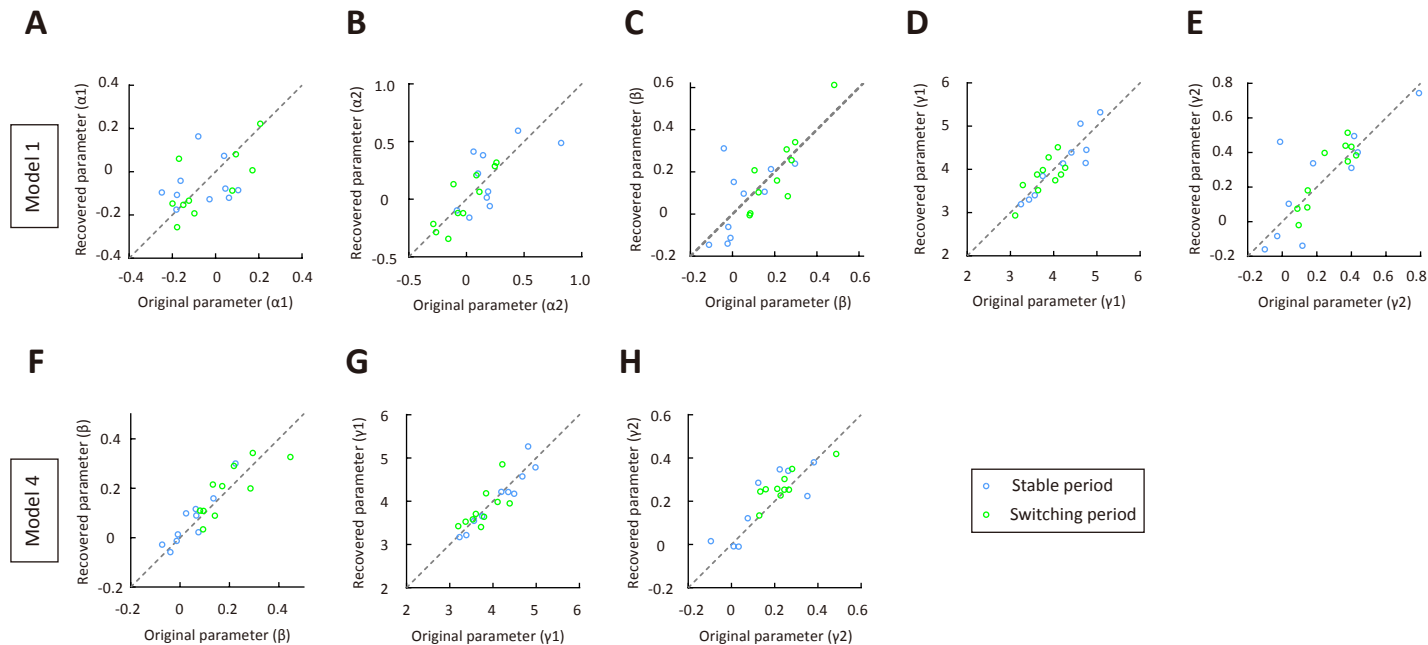 A
B
C
D
E
Model 1
Recovered parameter (α1)
0.4
0.2
0
-0.2
-0.4
-0.4
-0.2
0
0.2
0.4
Original parameter (α1)
Recovered parameter (α2)
1.0
0.5
0
-0.5
-0.5
0
0.5
1.0
Original parameter (α2)
Recovered parameter (β)
0.6
0.4
0.2
0
-0.2
-0.2
0
0.2
0.4
0.6
Original parameter (β)
Recovered parameter (γ1)
6
5
4
3
2
2
3
4
5
6
Original parameter (γ1)
Recovered parameter (γ2)
0.8
0.6
0.4
0.2
0
-0.2
-0.2
0
0.2
0.4
0.6
0.8
Original parameter (γ2)
F
G
H
Model 4
Recovered parameter (β)
0.4
0.2
0
-0.2
-0.2
0
0.2
0.4
Original parameter (β)
Recovered parameter (γ1)
6
5
4
3
2
2
3
4
5
6
Original parameter (γ1)
Recovered parameter (γ2)
0.6
0.4
0.2
0
-0.2
-0.2
0
0.2
0.4
0.6
Original parameter (γ2)
Stable period
Switching period